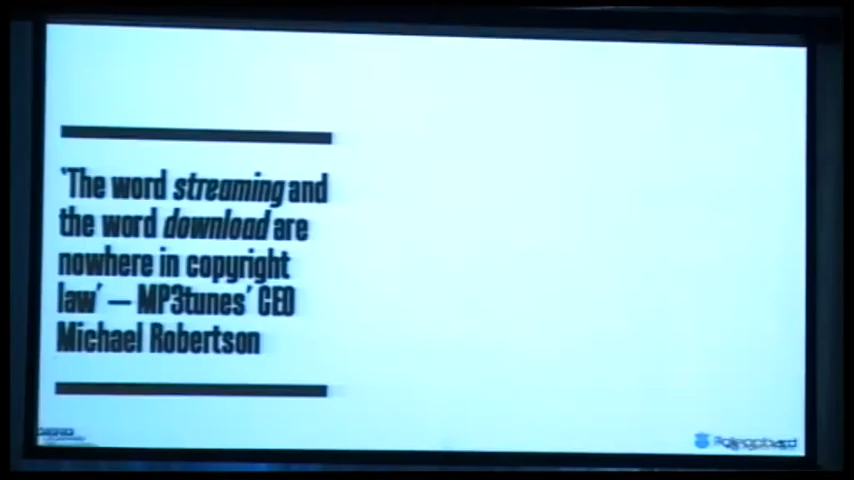 'The word streaming and
the word download are
nowhere in copyright
law' — MP3tunes' CEO
Michael Robertson